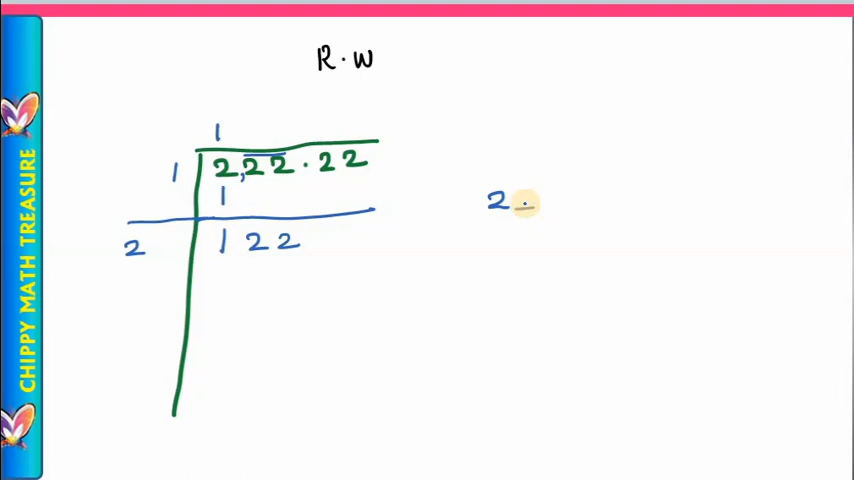 CHIPPY MATH TREASURE
R.W
1
1 2,22.22
1
2 122
2 _